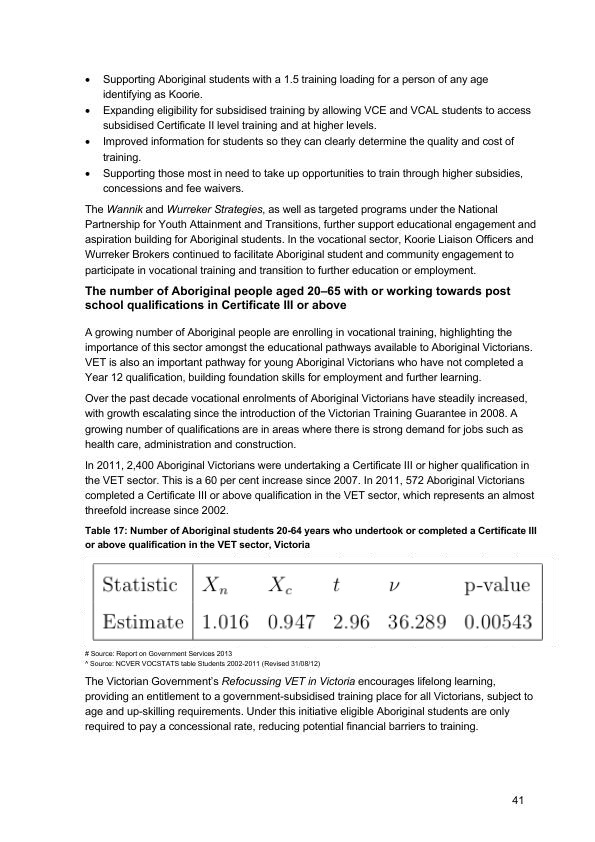 • Supporting Aboriginal students with a 1.5 training loading for a person of any age
identifying as Koorie.
• Expanding eligibility for subsidised training by allowing VCE and VCAL students to access
subsidised Certificate II level training and at higher levels.
• Improved information for students so they can clearly determine the quality and cost of
training.
• Supporting those most in need to take up opportunities to train through higher subsidies,
concessions and fee waivers.
The Wannik and Wurreker Strategies, as well as targeted programs under the National
Partnership for Youth Attainment and Transitions, further support educational engagement and
aspiration building for Aboriginal students. In the vocational sector, Koorie Liaison Officers and
Wurreker Brokers continued to facilitate Aboriginal student and community engagement to
participate in vocational training and transition to further education or employment.
The number of Aboriginal people aged 20–65 with or working towards post
school qualifications in Certificate III or above
A growing number of Aboriginal people are enrolling in vocational training, highlighting the
importance of this sector amongst the educational pathways available to Aboriginal Victorians.
VET is also an important pathway for young Aboriginal Victorians who have not completed a
Year 12 qualification, building foundation skills for employment and further learning.
Over the past decade vocational enrolments of Aboriginal Victorians have steadily increased,
with growth escalating since the introduction of the Victorian Training Guarantee in 2008. A
growing number of qualifications are in areas where there is strong demand for jobs such as
health care, administration and construction.
In 2011, 2,400 Aboriginal Victorians were undertaking a Certificate III or higher qualification in
the VET sector. This is a 60 per cent increase since 2007. In 2011, 572 Aboriginal Victorians
completed a Certificate III or above qualification in the VET sector, which represents an almost
threefold increase since 2002.
Table 17: Number of Aboriginal students 20-64 years who undertook or completed a Certificate III
or above qualification in the VET sector, Victoria
Statistic X_n X_c t ν p-value
Estimate 1.016 0.947 2.96 36.289 0.00543
# Source: Report on Government Services 2013
^ Source: NCVER VOCSTATS table Students 2002-2011 (Revised 31/08/12)
The Victorian Government's Refocussing VET in Victoria encourages lifelong learning,
providing an entitlement to a government-subsidised training place for all Victorians, subject to
age and up-skilling requirements. Under this initiative eligible Aboriginal students are only
required to pay a concessional rate, reducing potential financial barriers to training.
41